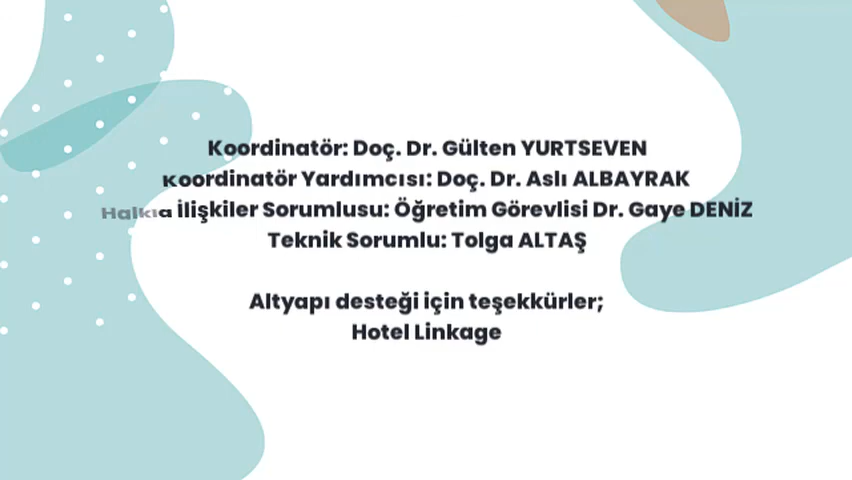 Koordinatör: Doç. Dr. Gülten YURTSEVEN
Koordinatör Yardımcısı: Doç. Dr. Aslı ALBAYRAK
Halkla İlişkiler Sorumlusu: Öğretim Görevlisi Dr. Gaye DENİZ
Teknik Sorumlu: Tolga ALTAŞ
Altyapı desteği için teşekkürler;
Hotel Linkage